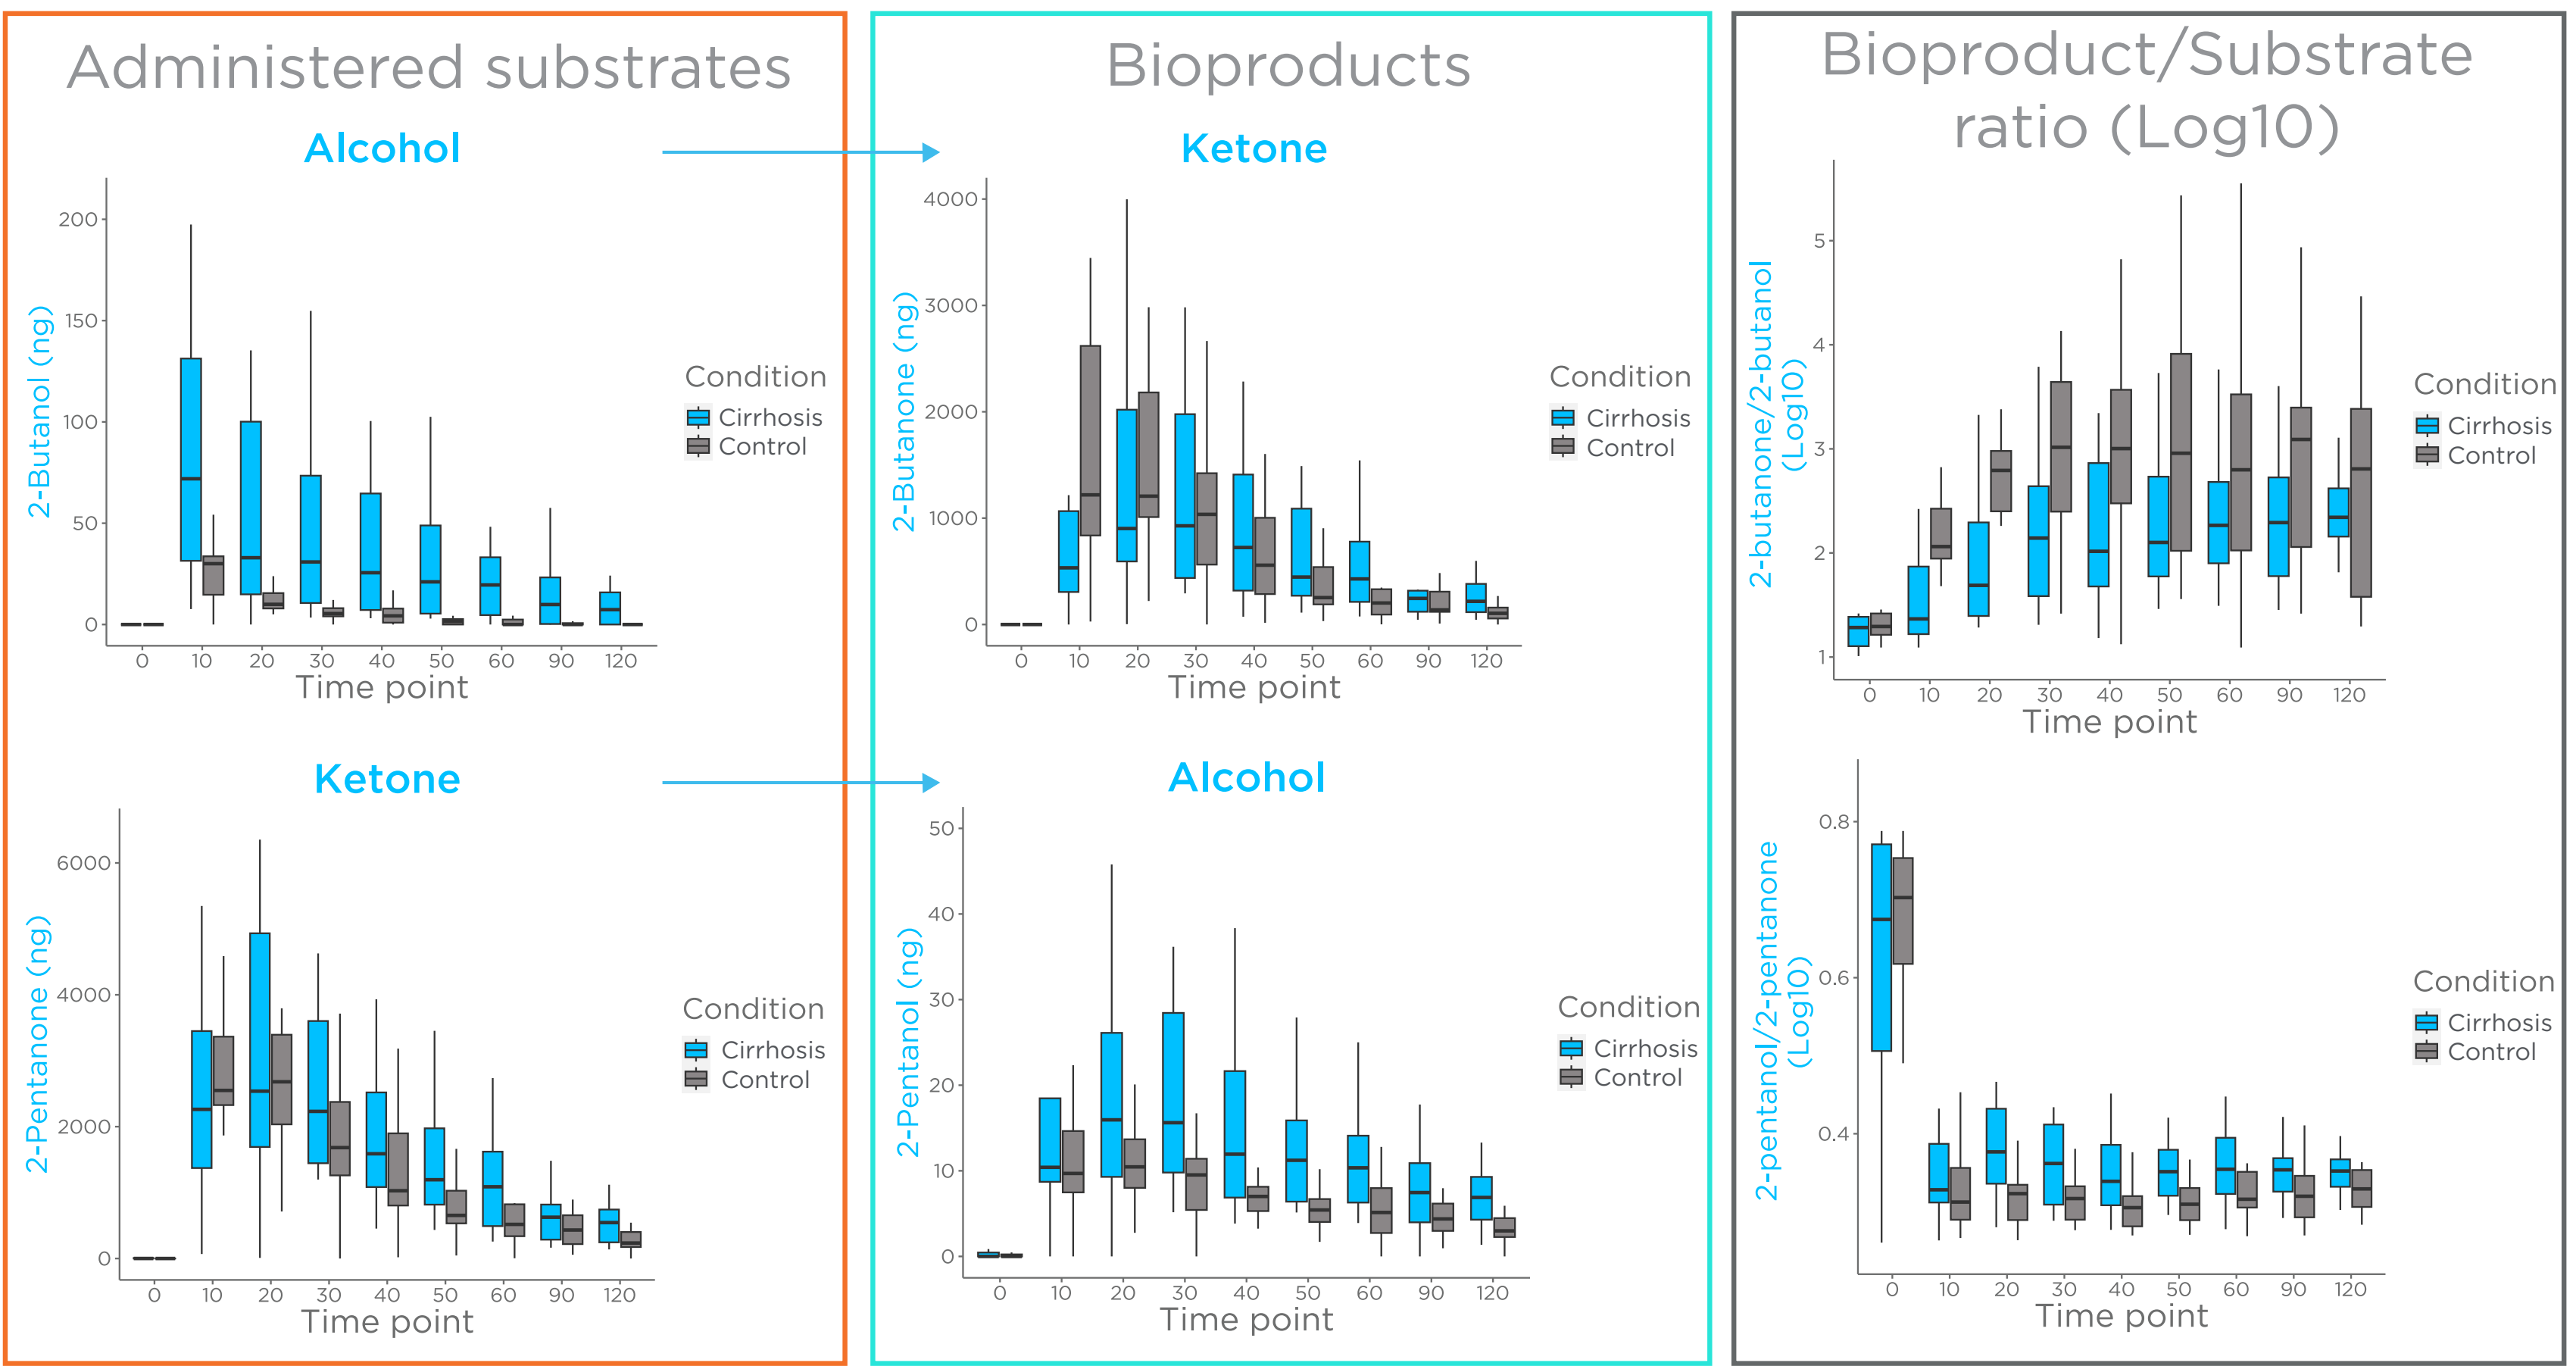 Administered substrates
Alcohol
200
150
100
50
0
2-Butanol (ng)
0 10 20 30 40 50 60 90 120
Time point
Condition
Cirrhosis
Control
Ketone
6000
4000
2000
0
2-Pentanone (ng)
0 10 20 30 40 50 60 90 120
Time point
Condition
Cirrhosis
Control
Bioproducts
Ketone
4000
3000
2000
1000
0
2-Butanone (ng)
0 10 20 30 40 50 60 90 120
Time point
Condition
Cirrhosis
Control
Alcohol
50
40
30
20
10
0
2-Pentanol (ng)
0 10 20 30 40 50 60 90 120
Time point
Condition
Cirrhosis
Control
Bioproduct/Substrate
ratio (Log10)
5
4
3
2
1
2-butanone/2-butanol
(Log10)
0 10 20 30 40 50 60 90 120
Time point
Condition
Cirrhosis
Control
0.8
0.6
0.4
2-pentanol/2-pentanone
(Log10)
0 10 20 30 40 50 60 90 120
Time point
Condition
Cirrhosis
Control